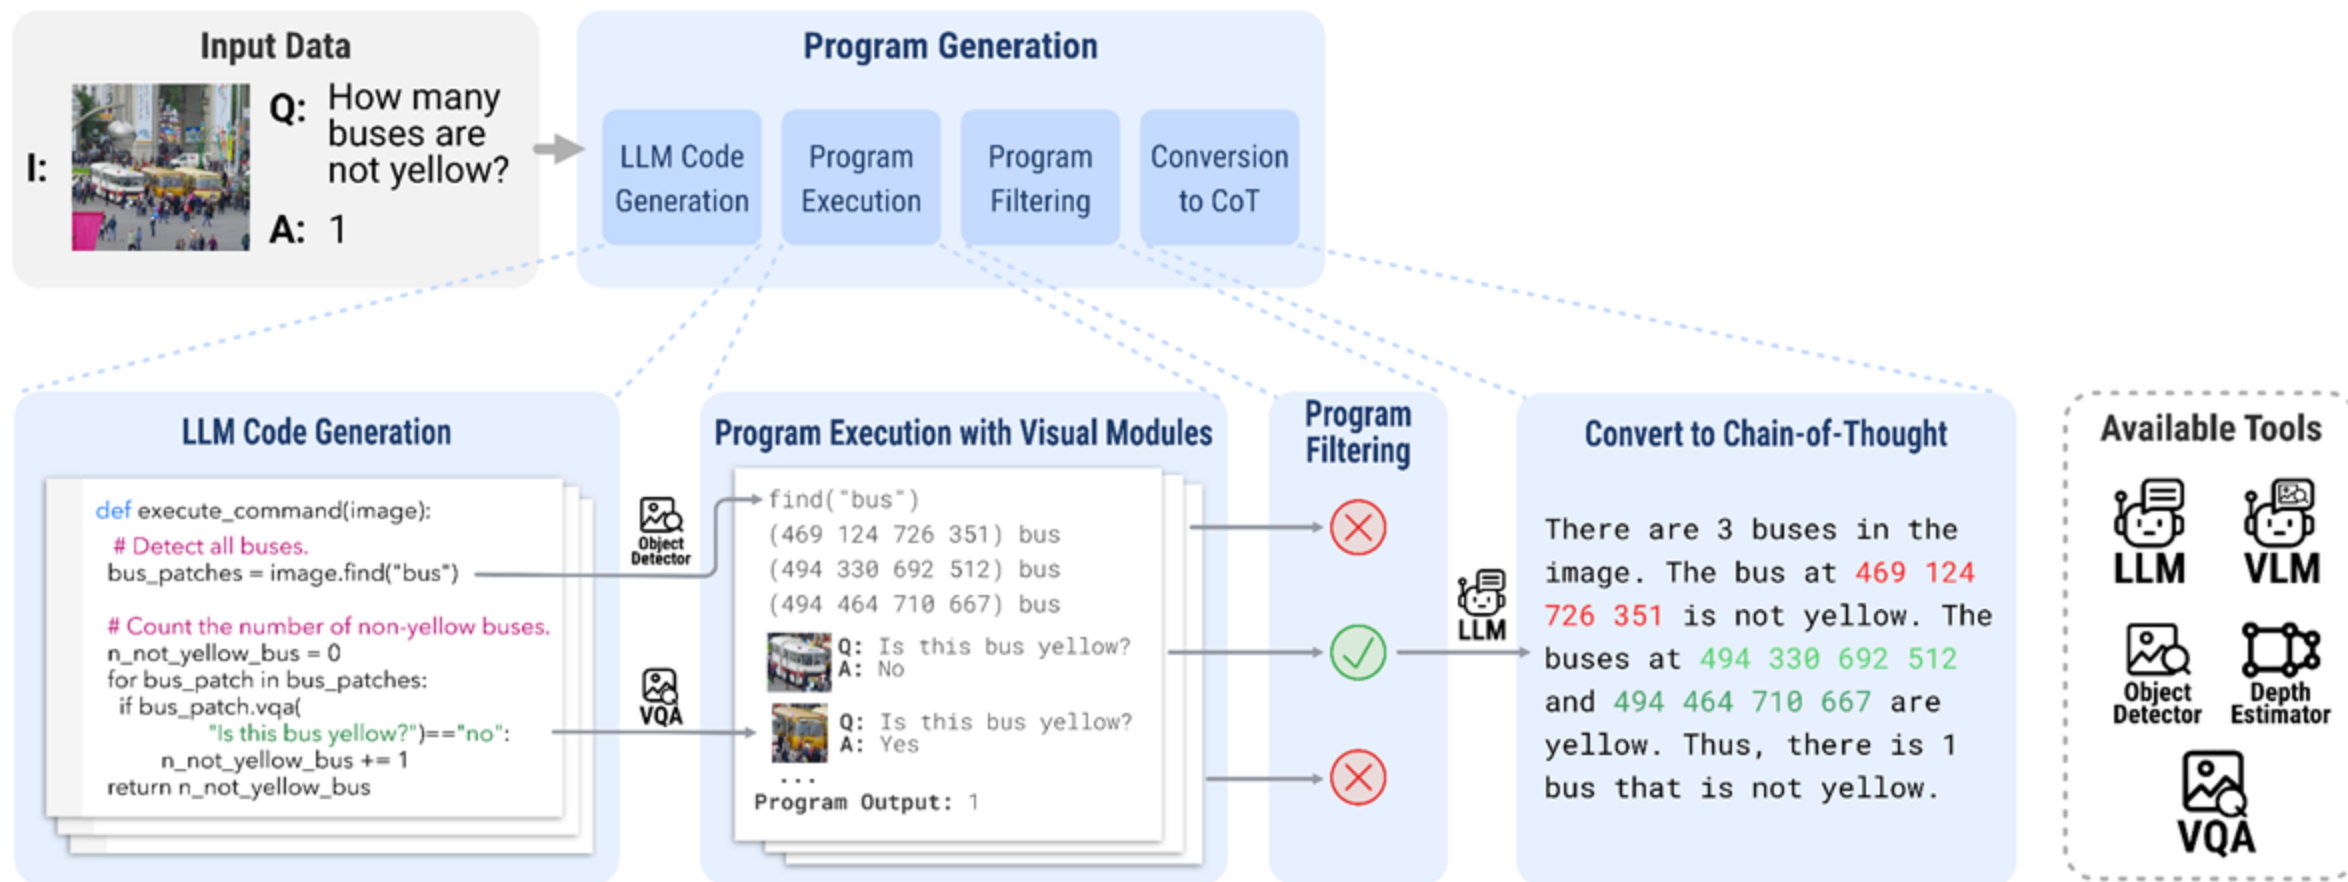 Input Data
I:
Q: How many
buses are
not yellow?
A: 1
Program Generation
LLM Code
Generation
Program
Execution
Program
Filtering
Conversion
to CoT
LLM Code Generation
def execute_command(image):
# Detect all buses.
bus_patches = image.find("bus")
# Count the number of non-yellow buses.
n_not_yellow_bus = 0
for bus_patch in bus_patches:
if bus_patch.vqa(
"Is this bus yellow?")=="no":
n_not_yellow_bus += 1
return n_not_yellow_bus
Object
Detector
VQA
Program Execution with Visual Modules
find("bus")
(469 124 726 351) bus
(494 330 692 512) bus
(494 464 710 667) bus
Q: Is this bus yellow?
A: No
Q: Is this bus yellow?
A: Yes
...
Program Output: 1
Program
Filtering
LLM
Convert to Chain-of-Thought
There are 3 buses in the
image. The bus at 469 124
726 351 is not yellow. The
buses at 494 330 692 512
and 494 464 710 667 are
yellow. Thus, there is 1
bus that is not yellow.
Available Tools
LLM
VLM
Object
Detector
Depth
Estimator
VQA